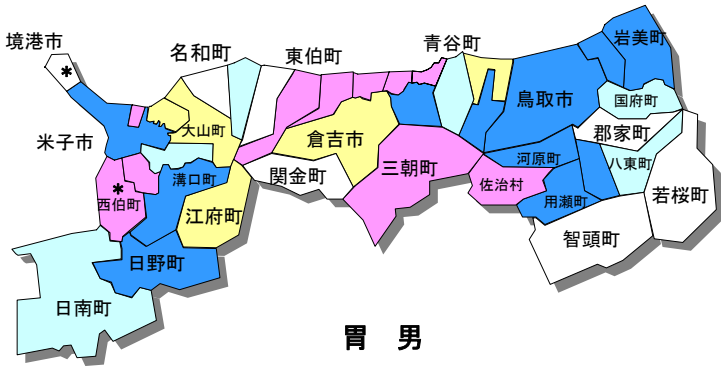 境港市
＊
名和町
東伯町
青谷町
岩美町
鳥取市
国府町
米子市
大山町
倉吉市
郡家町
河原町
八東町
＊
西伯町
溝口町
関金町
三朝町
佐治村
用瀬町
若桜町
江府町
智頭町
日野町
日南町
胃 男